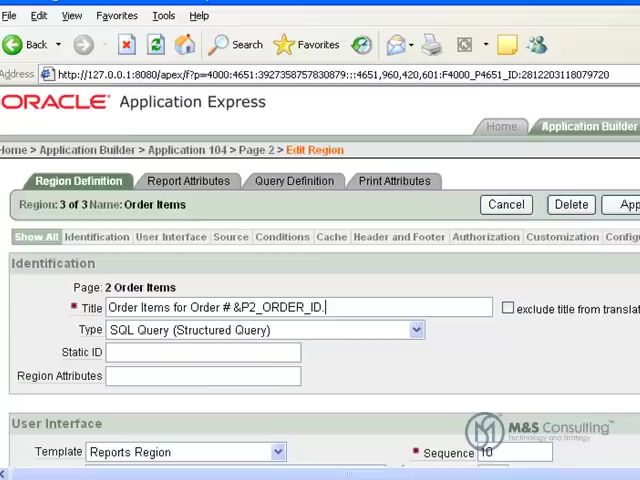 File Edit View Favorites Tools Help
Back Search Favorites
Address http://127.0.0.1:8080/apex/f?p=4000:4651:3927358757830879:::4651,960,420,601:F4000_P4651_ID:2812203118079720
ORACLE Application Express
Home Application Builder
Home > Application Builder > Application 104 > Page 2 > Edit Region
Region Definition Report Attributes Query Definition Print Attributes
Region: 3 of 3 Name: Order Items Cancel Delete App
Show All Identification User Interface Source Conditions Cache Header and Footer Authorization Customization Configu
Identification
Page: 2 Order Items
* Title Order Items for Order # &P2_ORDER_ID. exclude title from translat
Type SQL Query (Structured Query)
Static ID
Region Attributes
User Interface
M&S Consulting™
Technology and Strategy
Template Reports Region * Sequence 10